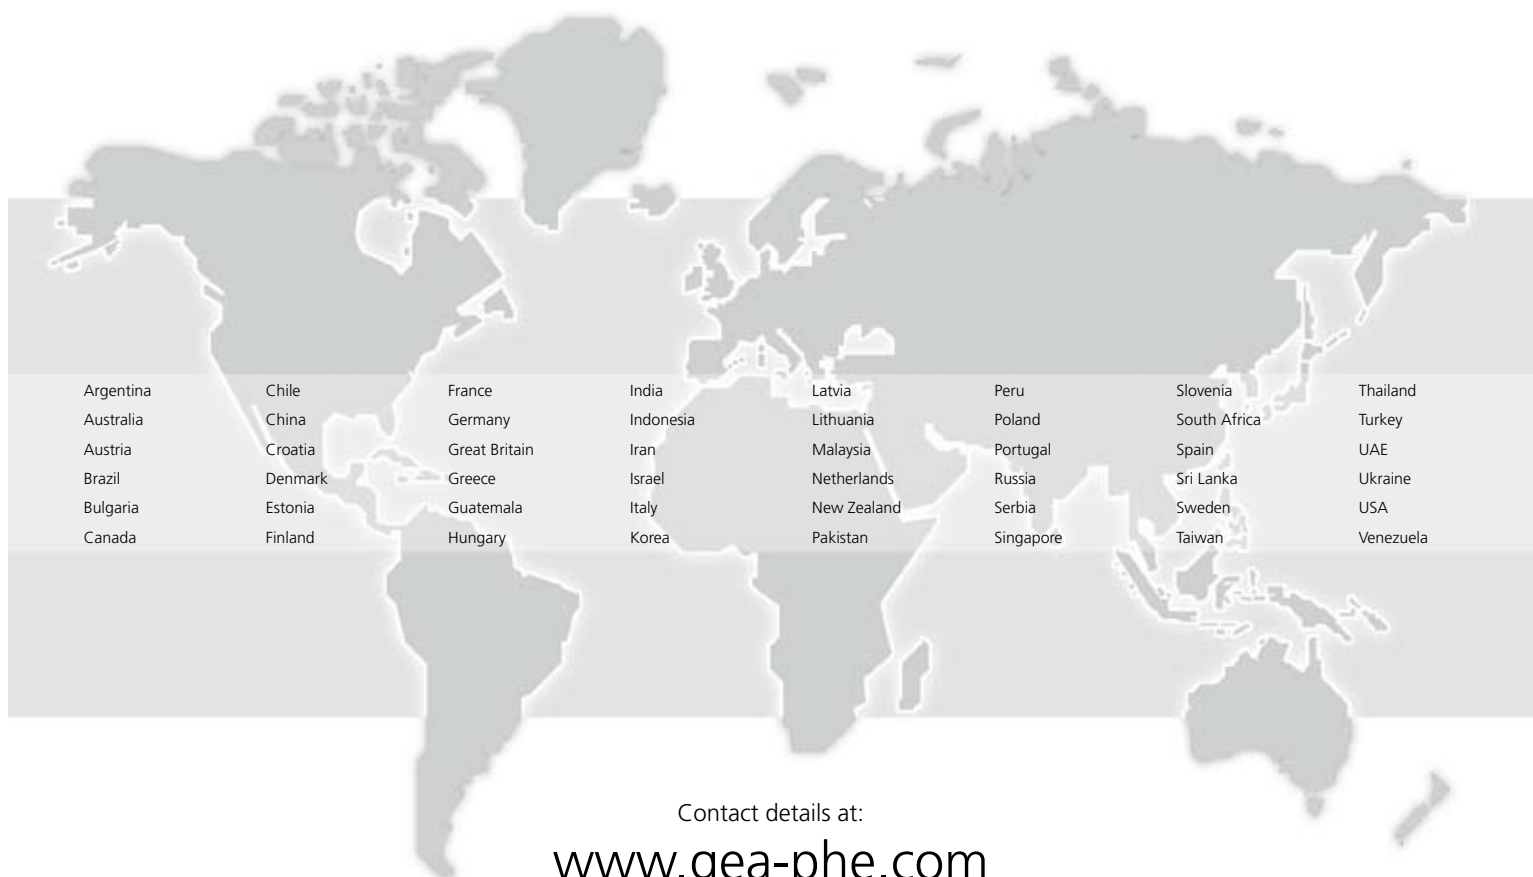 Argentina Chile France India Latvia Peru Slovenia Thailand
Australia China Germany Indonesia Lithuania Poland South Africa Turkey
Austria Croatia Great Britain Iran Malaysia Portugal Spain UAE
Brazil Denmark Greece Israel Netherlands Russia Sri Lanka Ukraine
Bulgaria Estonia Guatemala Italy New Zealand Serbia Sweden USA
Canada Finland Hungary Korea Pakistan Singapore Taiwan Venezuela
Contact details at:
www.gea-phe.com